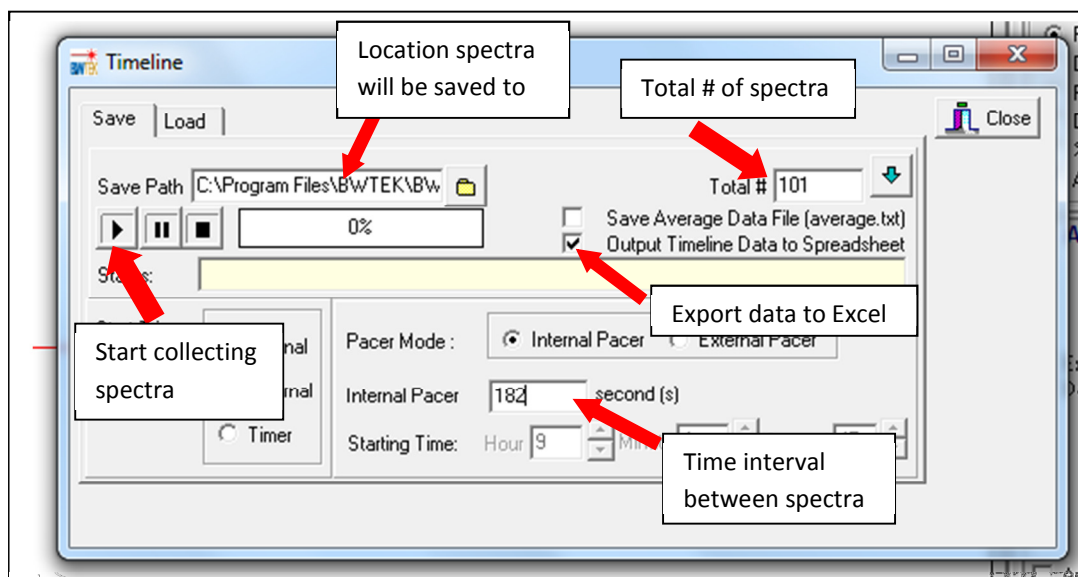 Timeline
Location spectra
will be saved to
Total # of spectra
Save
Load
Close
Save Path
C:\Program Files\BWTEK\BW
Total #
101
0%
Save Average Data File (average.txt)
Output Timeline Data to Spreadsheet
Export data to Excel
Start collecting
spectra
Pacer Mode :
Internal Pacer
External Pacer
Internal Pacer
182
second (s)
Timer
Starting Time:
Hour
9
Time interval
between spectra